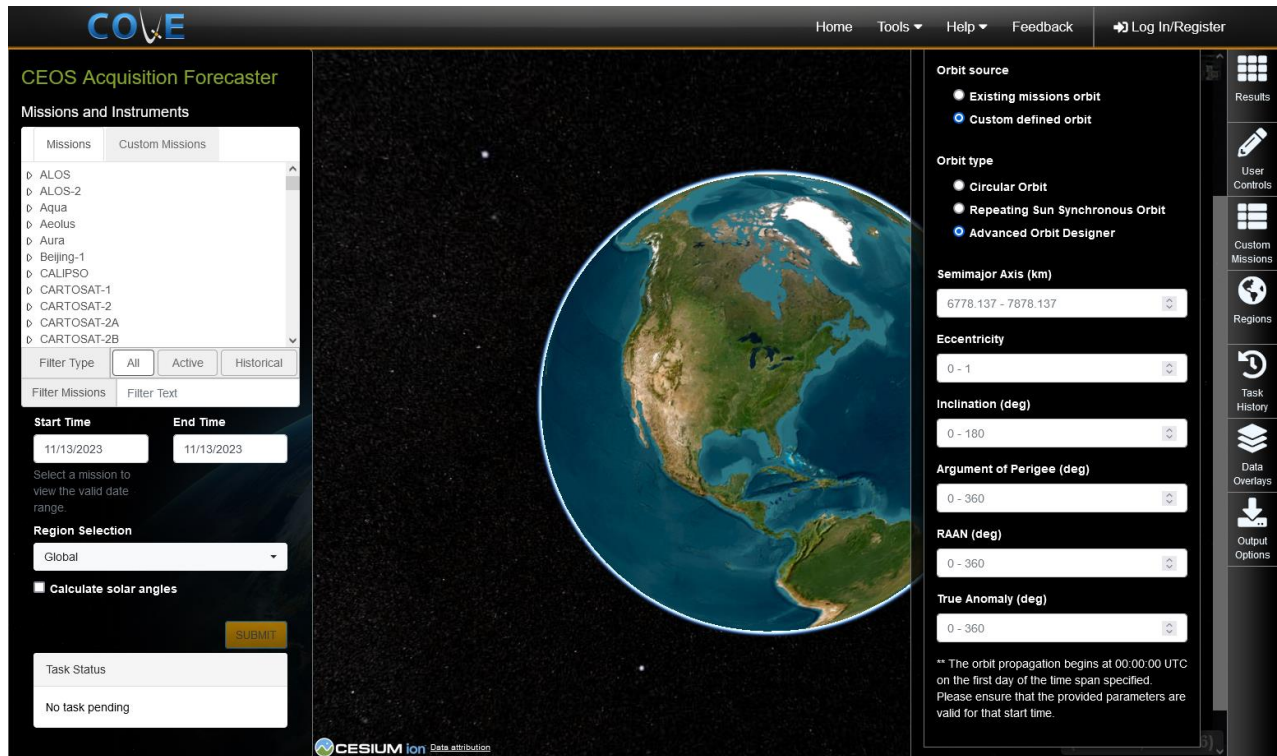 COVE
Home
Tools
Help
Feedback
Log In/Register
CEOS Acquisition Forecaster
Missions and Instruments
Missions
Custom Missions
ALOS
ALOS-2
Aqua
Aeolus
Aura
Beijing-1
CALIPSO
CARTOSAT-1
CARTOSAT-2
CARTOSAT-2A
CARTOSAT-2B
Filter Type
All
Active
Historical
Filter Missions
Filter Text
Start Time
End Time
11/13/2023
11/13/2023
Select a mission to
view the valid date
range.
Region Selection
Global
Calculate solar angles
SUBMIT
Task Status
No task pending
CESIUM ion
Data attribution
Orbit source
Existing missions orbit
Custom defined orbit
Orbit type
Circular Orbit
Repeating Sun Synchronous Orbit
Advanced Orbit Designer
Semimajor Axis (km)
6778.137 - 7878.137
Eccentricity
0 - 1
Inclination (deg)
0 - 180
Argument of Perigee (deg)
0 - 360
RAAN (deg)
0 - 360
True Anomaly (deg)
0 - 360
** The orbit propagation begins at 00:00:00 UTC
on the first day of the time span specified.
Please ensure that the provided parameters are
valid for that start time.
Results
User
Controls
Custom
Missions
Regions
Task
History
Data
Overlays
Output
Options